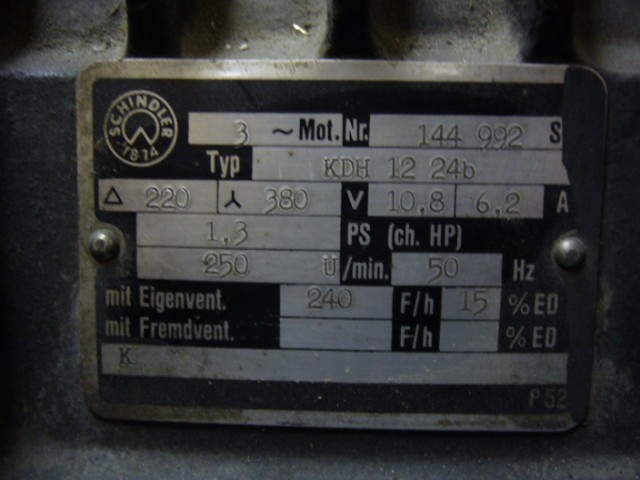 SCHINDLER
1874
3 ~ Mot. Nr. 144 992 S
Typ KDH 12 24b
△ 220 ⅄ 380 V 10,8 6,2 A
1,3 PS (ch. HP)
250 U/min. 50 Hz
mit Eigenvent. 240 F/h 15 % ED
mit Fremdvent. F/h % ED
K
P 52